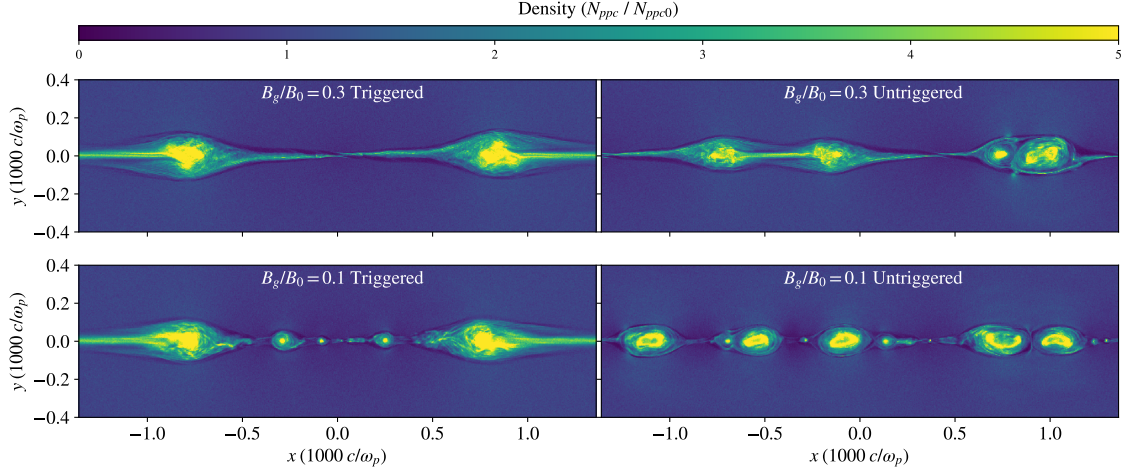 Density (N_ppc / N_ppc0)
0 1 2 3 4 5
B_g/B_0 = 0.3 Triggered
B_g/B_0 = 0.3 Untriggered
y (1000 c/ω_p)
0.4
0.2
0.0
−0.2
−0.4
B_g/B_0 = 0.1 Triggered
B_g/B_0 = 0.1 Untriggered
y (1000 c/ω_p)
0.4
0.2
0.0
−0.2
−0.4
−1.0 −0.5 0.0 0.5 1.0
−1.0 −0.5 0.0 0.5 1.0
x (1000 c/ω_p)
x (1000 c/ω_p)